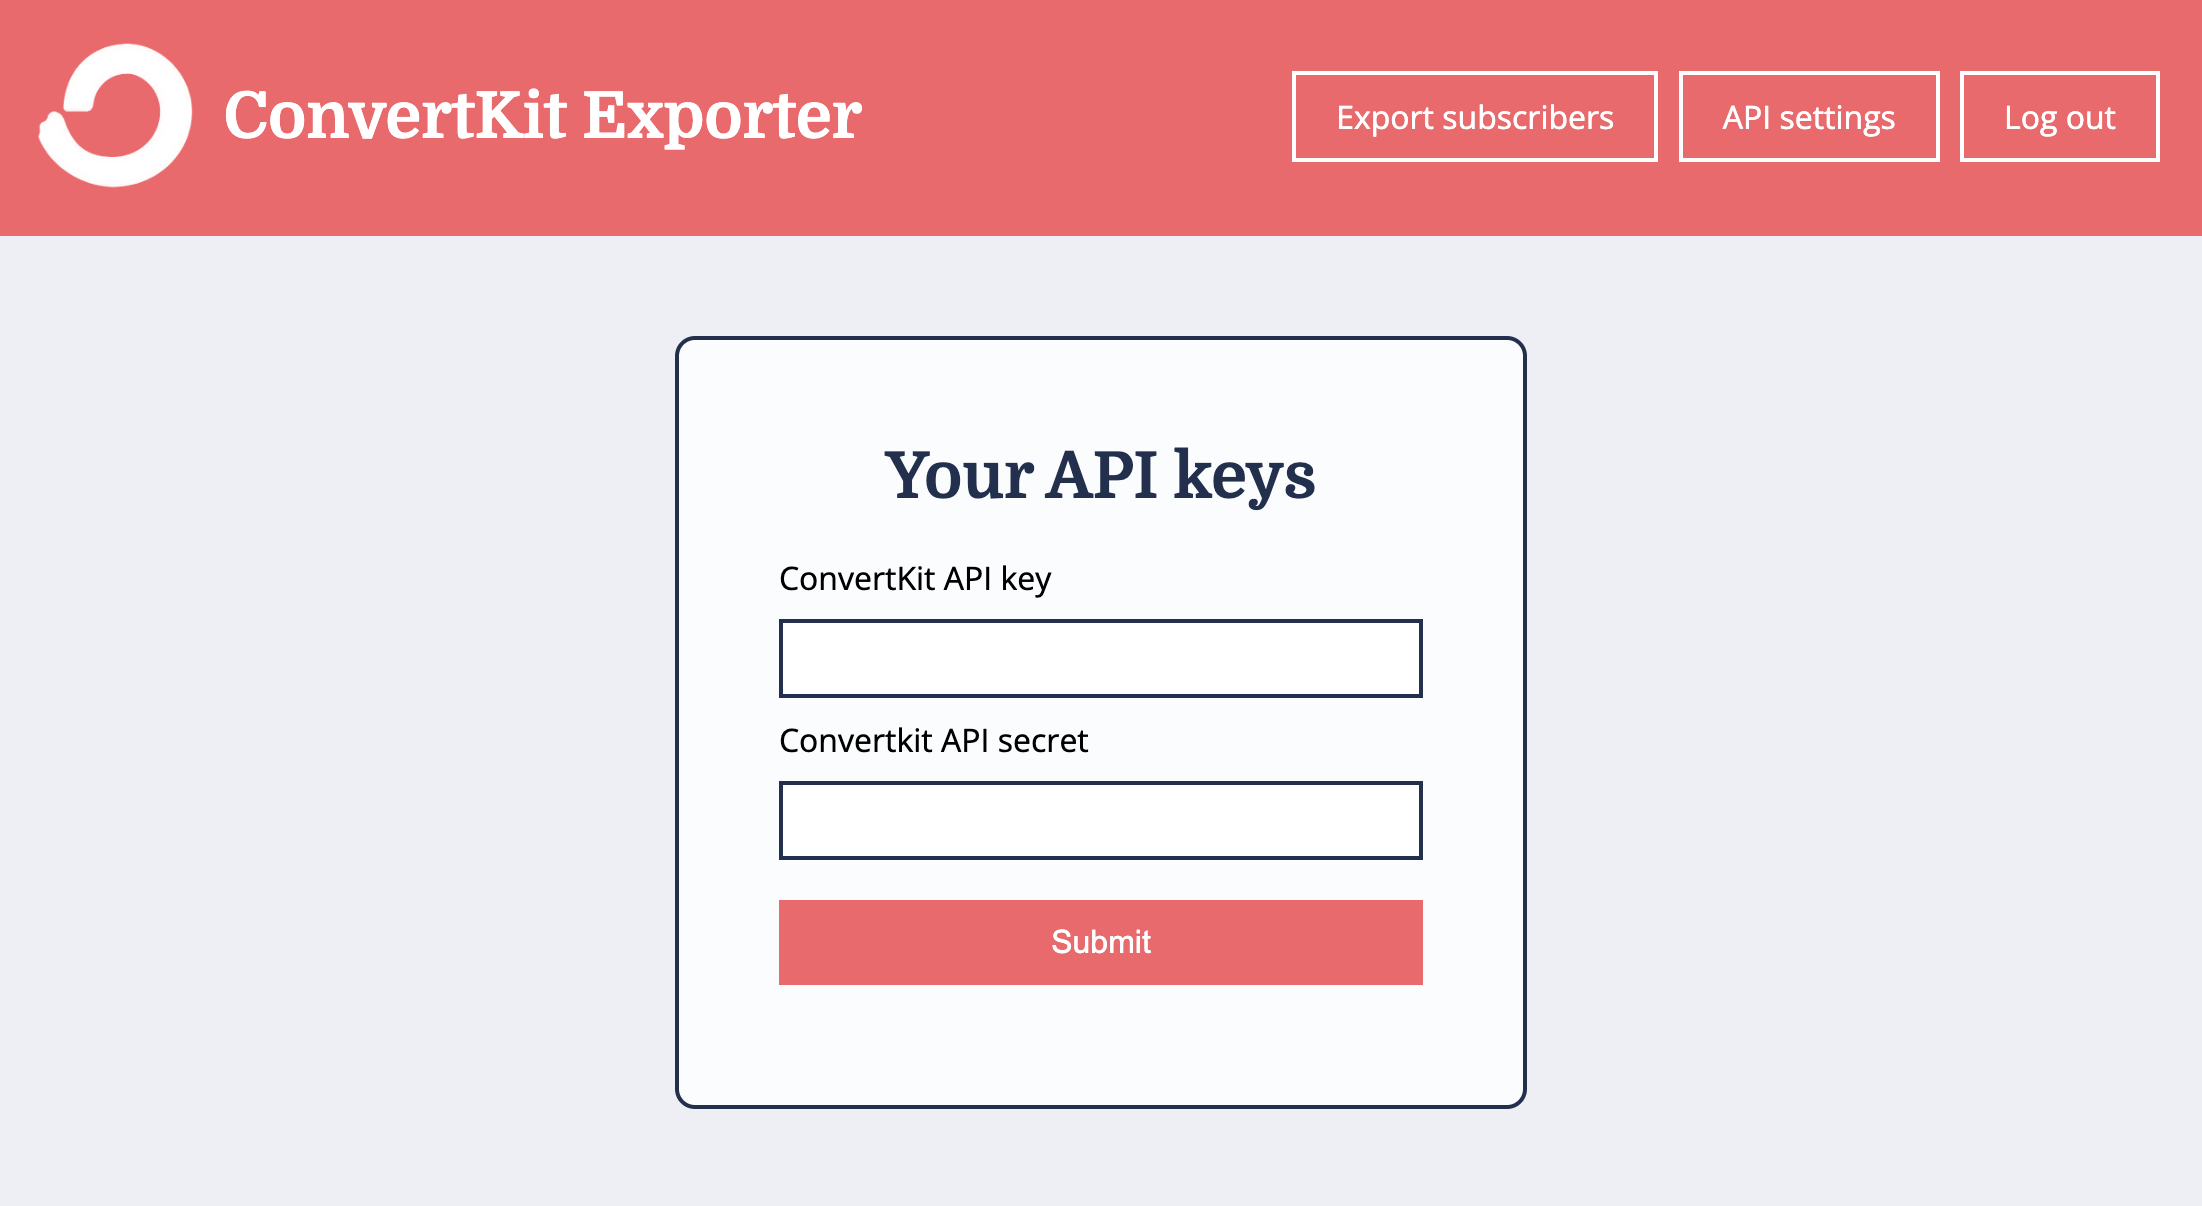 ConvertKit Exporter
Export subscribers
API settings
Log out
Your API keys
ConvertKit API key
Convertkit API secret
Submit